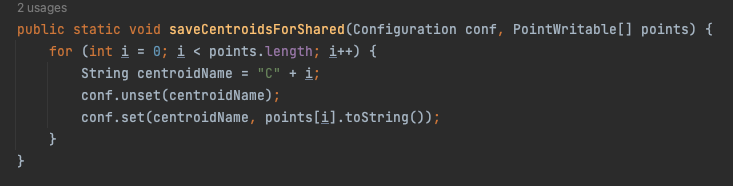 2 usages
public static void saveCentroidsForShared(Configuration conf, PointWritable[] points) {
    for (int i = 0; i < points.length; i++) {
        String centroidName = "C" + i;
        conf.unset(centroidName);
        conf.set(centroidName, points[i].toString());
    }
}